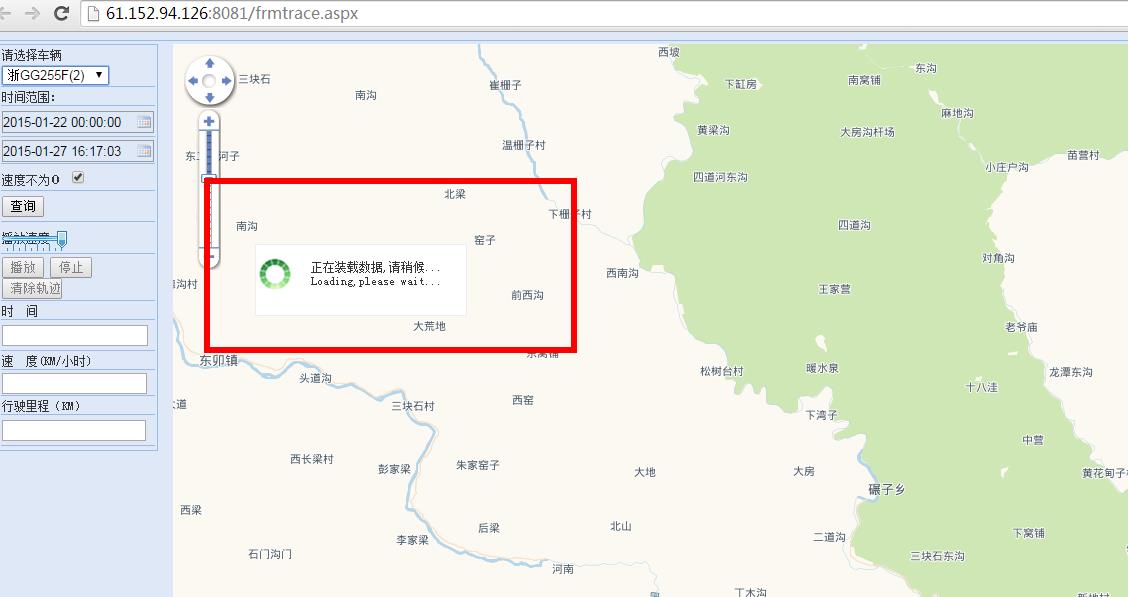 61.152.94.126:8081/frmtrace.aspx
请选择车辆
浙GG255F(2)
时间范围:
2015-01-22 00:00:00
2015-01-27 16:17:03
速度不为0
查询
播放速度
播放 停止
清除轨迹
时 间
速 度(KM/小时)
行驶里程(KM)
正在装载数据,请稍候...
Loading,please wait...
西坡
三块石
南沟
崔栅子
下缸房
南窝铺
东沟
麻地沟
黄梁沟
大房沟杆场
温栅子村
苗营村
小庄户沟
四道河东沟
北梁
下栅子村
南沟
窑子
四道沟
对角沟
西南沟
前西沟
王家营
大荒地
老爷庙
东卯镇
头道沟
松树台村
暖水泉
龙潭东沟
十八洼
西窑
三块石村
下湾子
中营
西长梁村
彭家梁
朱家窑子
大地
大房
碾子乡
西梁
后梁
北山
李家梁
二道沟
下窝铺
石门沟门
三块石东沟
河南
丁木沟